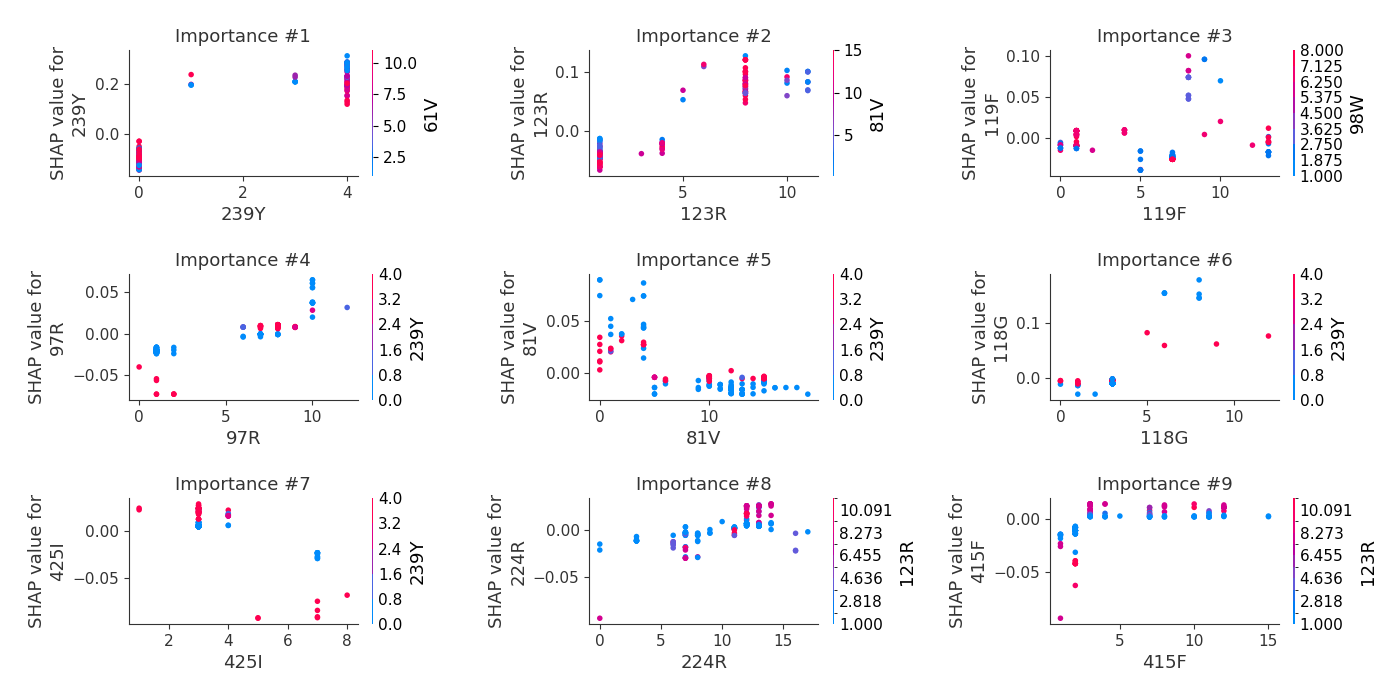 Importance #1
SHAP value for
239Y
0.2
0.0
0
2
4
239Y
10.0
7.5
5.0
2.5
61V
Importance #2
SHAP value for
123R
0.1
0.0
5
10
123R
15
10
5
81V
Importance #3
SHAP value for
119F
0.10
0.05
0.00
0
5
10
119F
8.000
7.125
6.250
5.375
4.500
3.625
2.750
1.875
1.000
98W
Importance #4
SHAP value for
97R
0.05
0.00
−0.05
0
5
10
97R
4.0
3.2
2.4
1.6
0.8
0.0
239Y
Importance #5
SHAP value for
81V
0.05
0.00
0
10
81V
4.0
3.2
2.4
1.6
0.8
0.0
239Y
Importance #6
SHAP value for
118G
0.1
0.0
0
5
10
118G
4.0
3.2
2.4
1.6
0.8
0.0
239Y
Importance #7
SHAP value for
425I
0.00
−0.05
2
4
6
8
425I
4.0
3.2
2.4
1.6
0.8
0.0
239Y
Importance #8
SHAP value for
224R
0.00
−0.05
0
5
10
15
224R
10.091
8.273
6.455
4.636
2.818
1.000
123R
Importance #9
SHAP value for
415F
0.00
−0.05
5
10
15
415F
10.091
8.273
6.455
4.636
2.818
1.000
123R